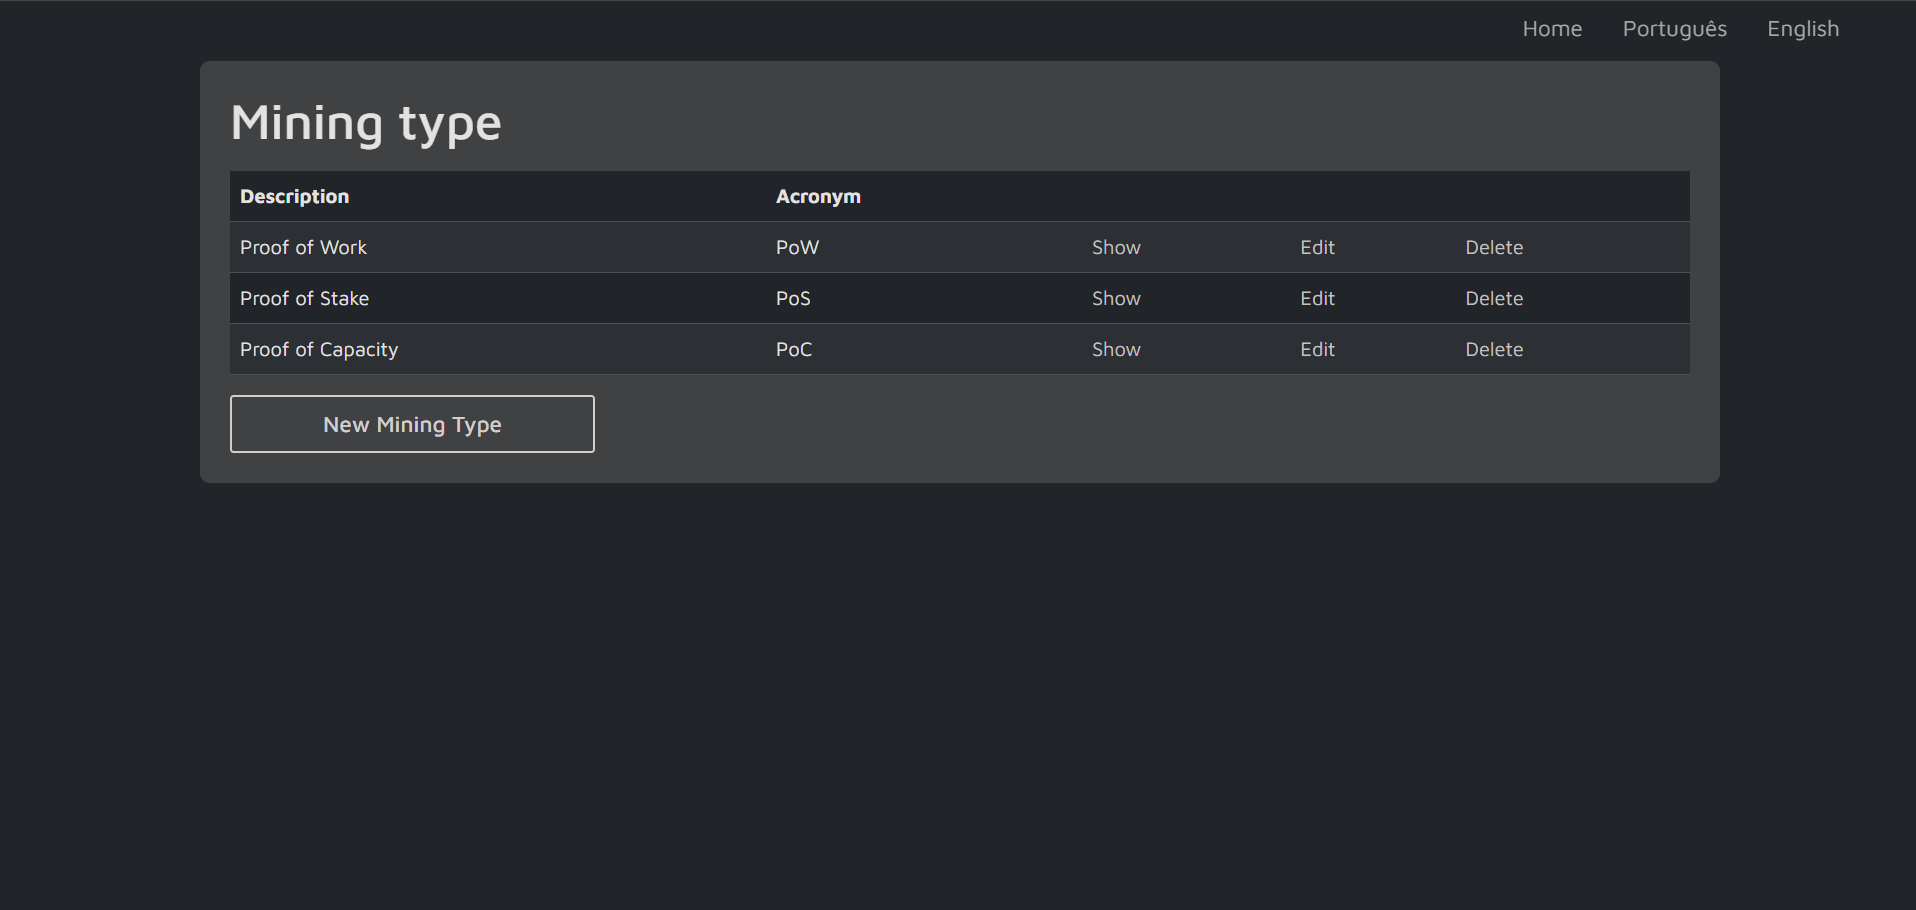 Home Português English
Mining type
Description Acronym
Proof of Work PoW Show Edit Delete
Proof of Stake PoS Show Edit Delete
Proof of Capacity PoC Show Edit Delete
New Mining Type